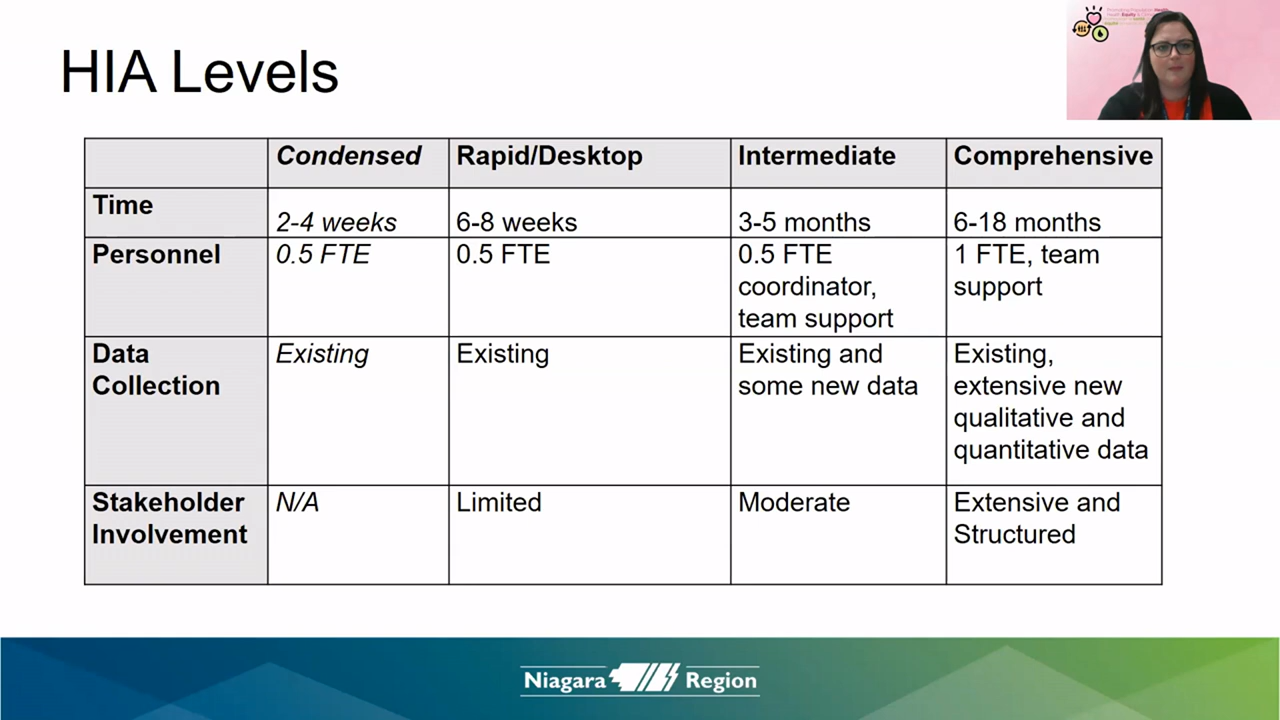 HIA Levels
Condensed Rapid/Desktop Intermediate Comprehensive
Time 2-4 weeks 6-8 weeks 3-5 months 6-18 months
Personnel 0.5 FTE 0.5 FTE 0.5 FTE 1 FTE, team
coordinator, support
team support
Data Existing Existing Existing and Existing,
Collection some new data extensive new
qualitative and
quantitative data
Stakeholder N/A Limited Moderate Extensive and
Involvement Structured
Niagara Region